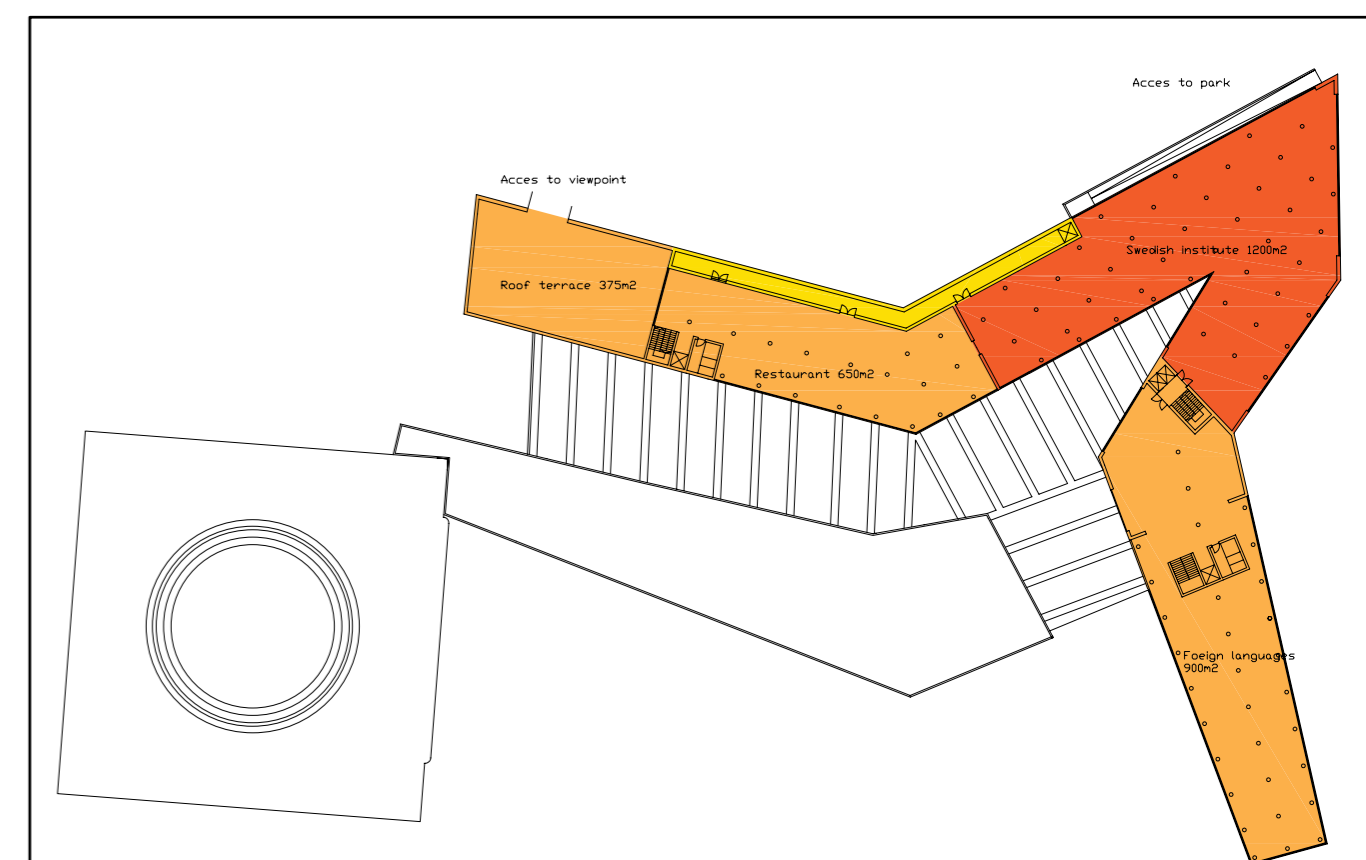 Acces to park
Acces to viewpoint
Swedish institute 1200m2
Roof terrace 375m2
Restaurant 650m2
Foeign languages
900m2